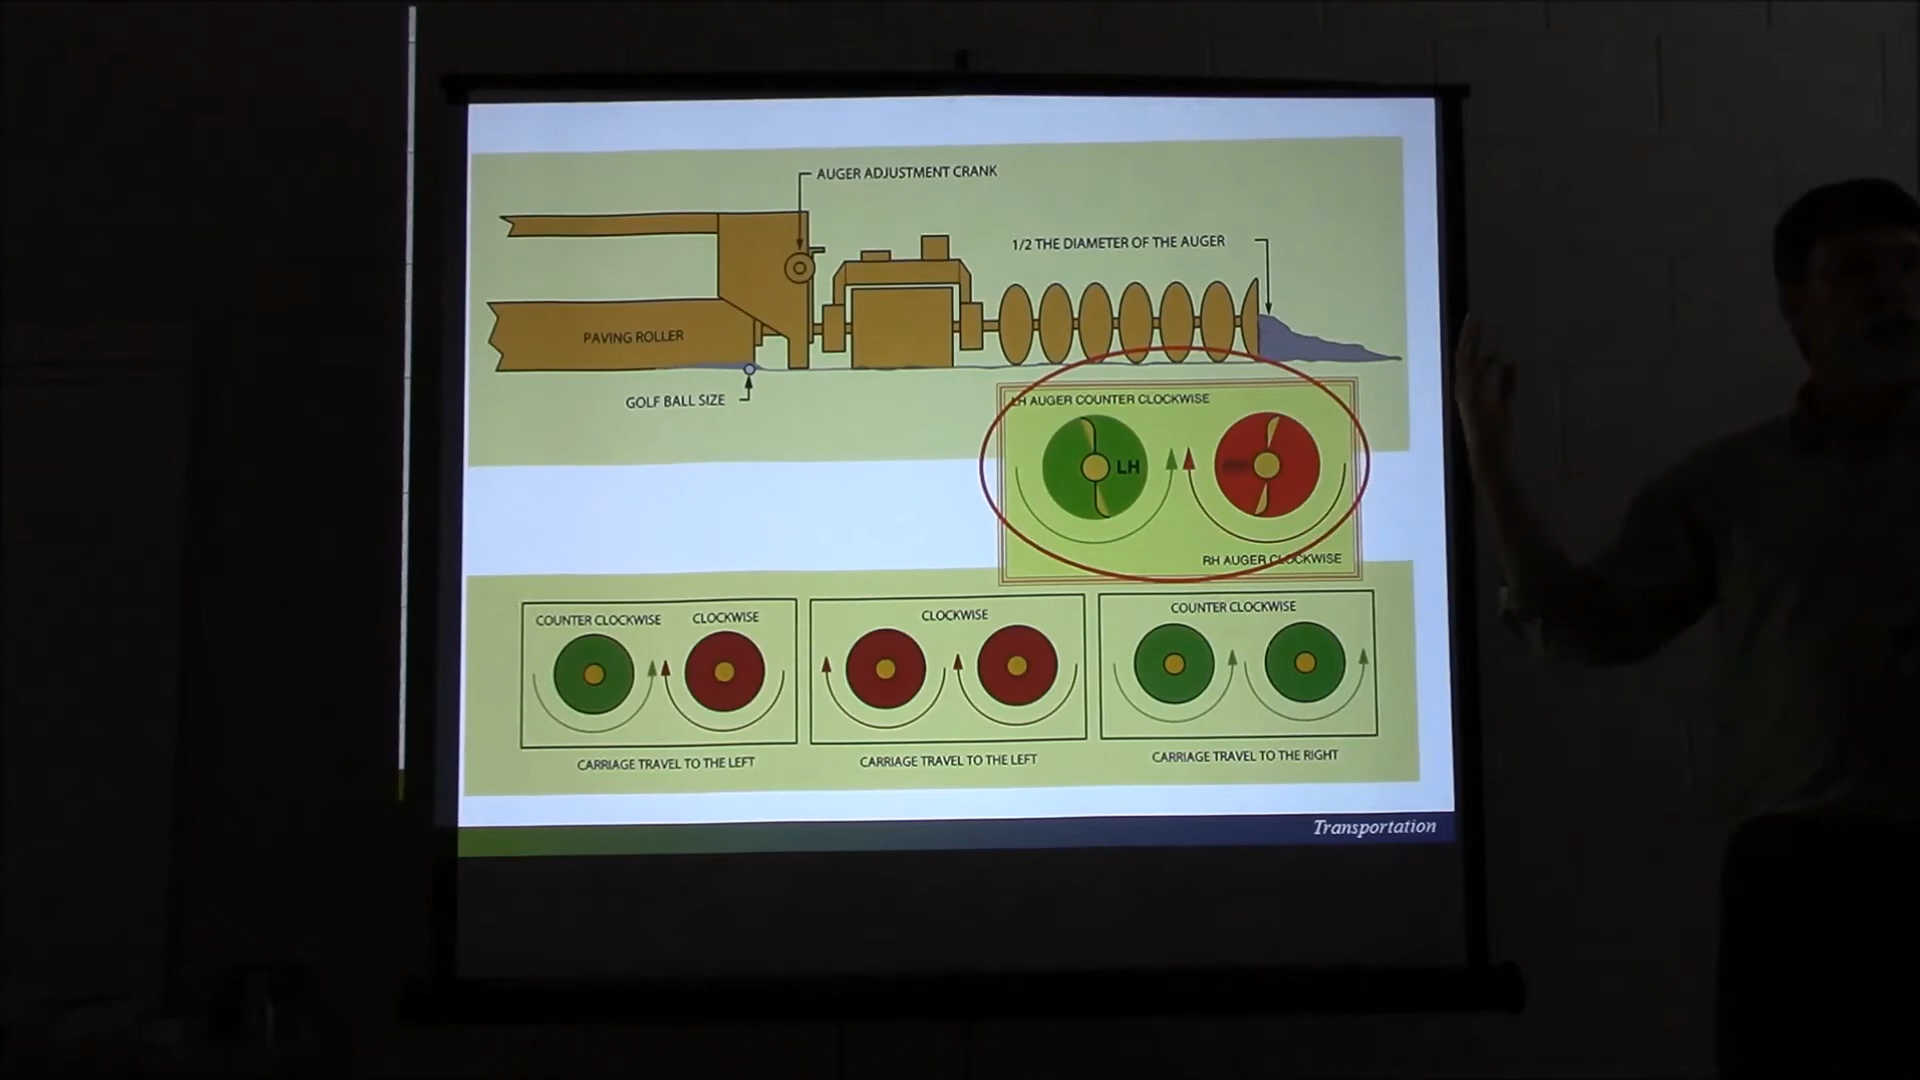 AUGER ADJUSTMENT CRANK
1/2 THE DIAMETER OF THE AUGER
PAVING ROLLER
GOLF BALL SIZE
LH AUGER COUNTER CLOCKWISE
LH
RH AUGER CLOCKWISE
COUNTER CLOCKWISE
CLOCKWISE
CLOCKWISE
COUNTER CLOCKWISE
CARRIAGE TRAVEL TO THE LEFT
CARRIAGE TRAVEL TO THE LEFT
CARRIAGE TRAVEL TO THE RIGHT
Transportation